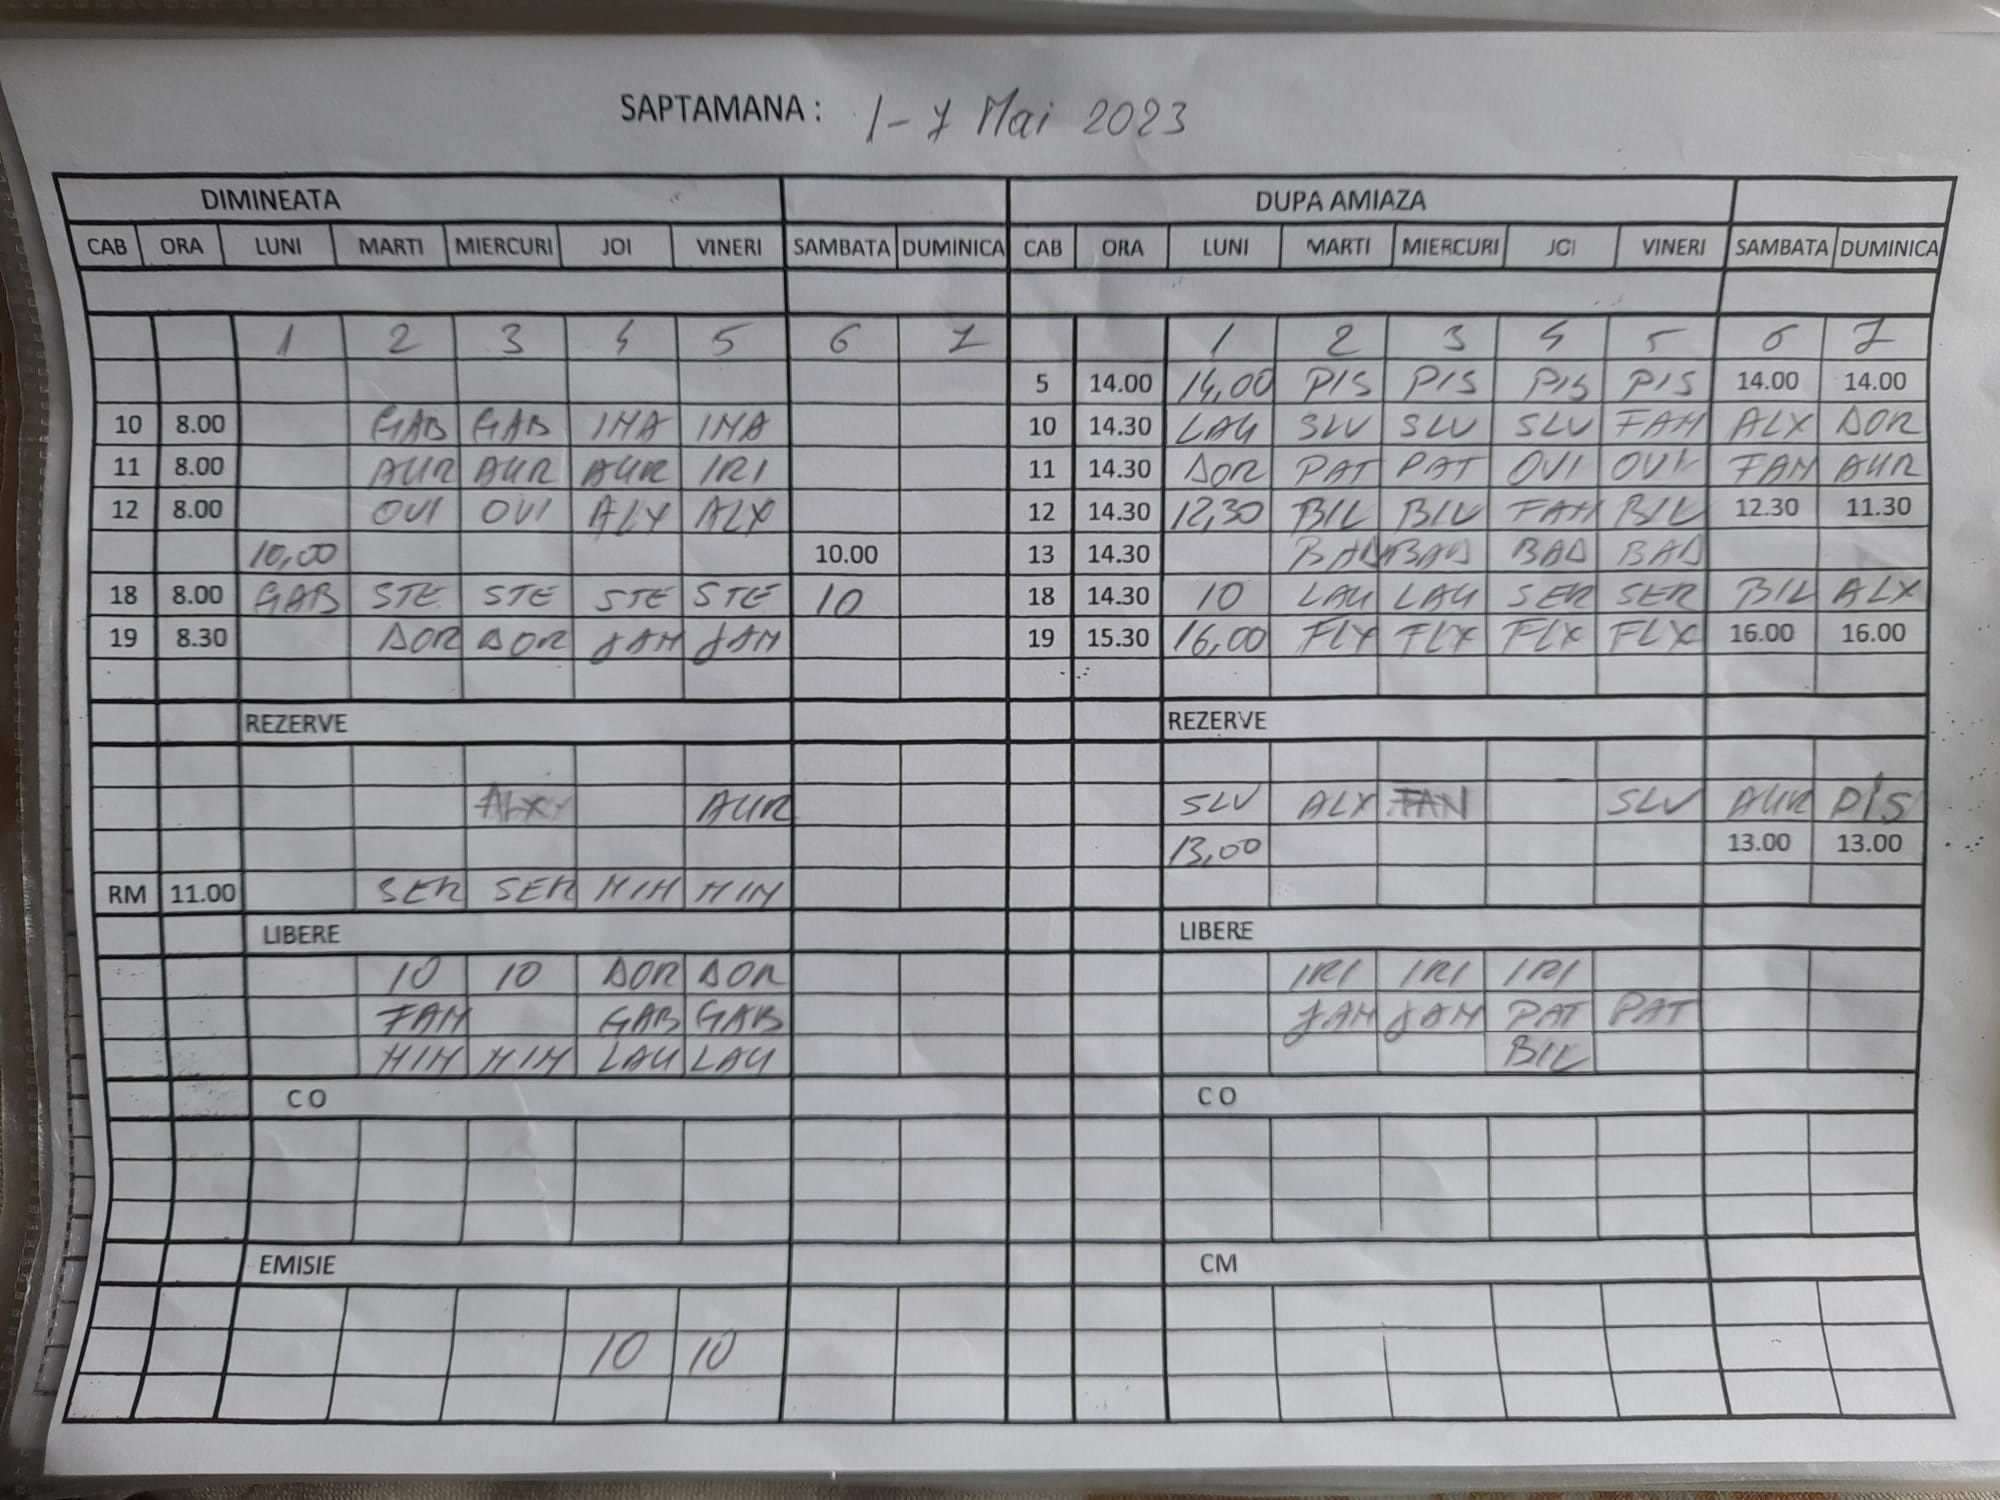 SAPTAMANA : 1-7 Mai 2023
DIMINEATA DUPA AMIAZA
CAB ORA LUNI MARTI MIERCURI JOI VINERI SAMBATA DUMINICA CAB ORA LUNI MARTI MIERCURI JOI VINERI SAMBATA DUMINICA
1 2 3 4 5 6 7 1 2 3 4 5 6 7
5 14.00 14,00 PIS PIS PIS PIS 14.00 14.00
10 8.00 GAB GAB INA INA 10 14.30 LAU SLV SLV SLV FAN ALX DOR
11 8.00 AUR AUR AUR IRI 11 14.30 DOR PAT PAT OVI OVI FAN AUR
12 8.00 OVI OVI ALX ALX 12 14.30 12,30 BIL BIL FAN BIL 12.30 11.30
10,00 10.00 13 14.30 BAD BAD BAD BAD
18 8.00 GAB STE STE STE STE 10 18 14.30 10 LAU LAU SER SER BIL ALX
19 8.30 DOR DOR JAN JAN 19 15.30 16,00 FLX FLX FLX FLX 16.00 16.00
REZERVE REZERVE
ALX AUR SLV ALX FAN SLV AUR PIS
13,00 13.00 13.00
RM 11.00 SER SER MIH MIH
LIBERE LIBERE
10 10 DOR DOR IRI IRI IRI
FAN GAB GAB JAN JAN PAT PAT
MIH MIH LAU LAU BIL
C O C O
EMISIE CM
10 10